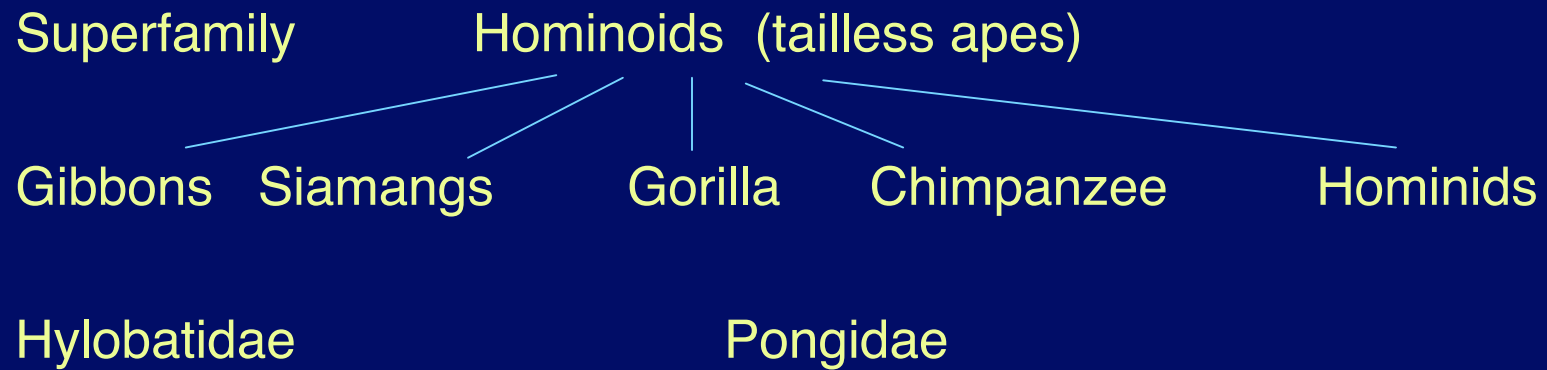 Superfamily Hominoids (tailless apes)
Gibbons Siamangs Gorilla Chimpanzee Hominids
Hylobatidae Pongidae